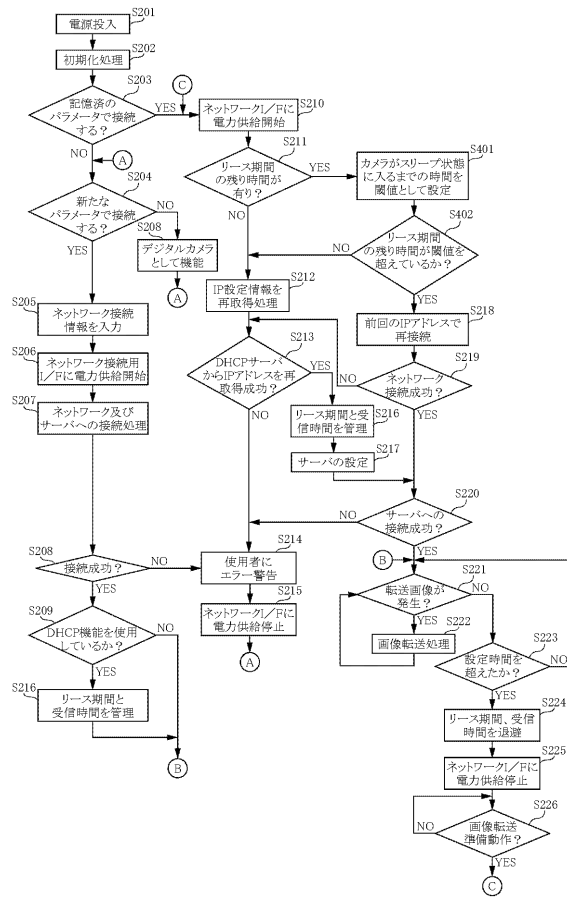 電源投入
S201
初期化処理
S202
記憶済の
パラメータで接続
する？
S203
YES
NO
C
A
新たな
パラメータで接続
する？
S204
NO
YES
デジタルカメラ
として機能
S208
A
ネットワーク接続
情報を入力
S205
ネットワーク接続用
I/Fに電力供給開始
S206
ネットワーク及び
サーバへの接続処理
S207
接続成功？
S208
NO
YES
DHCP機能を使用
しているか？
S209
NO
YES
リース期間と
受信時間を管理
S216
B
ネットワークI/Fに
電力供給開始
S210
リース期間
の残り時間が
有り？
S211
YES
NO
カメラがスリープ状態
に入るまでの時間を
閾値として設定
S401
リース期間
の残り時間が閾値を
超えているか？
S402
NO
YES
IP設定情報を
再取得処理
S212
DHCPサーバ
からIPアドレスを再
取得成功？
S213
YES
NO
リース期間と受
信時間を管理
S216
サーバの設定
S217
前回のIPアドレスで
再接続
S218
ネットワーク
接続成功？
S219
NO
YES
サーバへの
接続成功？
S220
NO
YES
使用者に
エラー警告
S214
ネットワークI/Fに
電力供給停止
S215
A
B
転送画像が
発生？
S221
NO
YES
画像転送処理
S222
設定時間を
超えたか？
S223
NO
YES
リース期間、受信
時間を退避
S224
ネットワークI/Fに
電力供給停止
S225
画像転送
準備動作？
S226
NO
YES
C